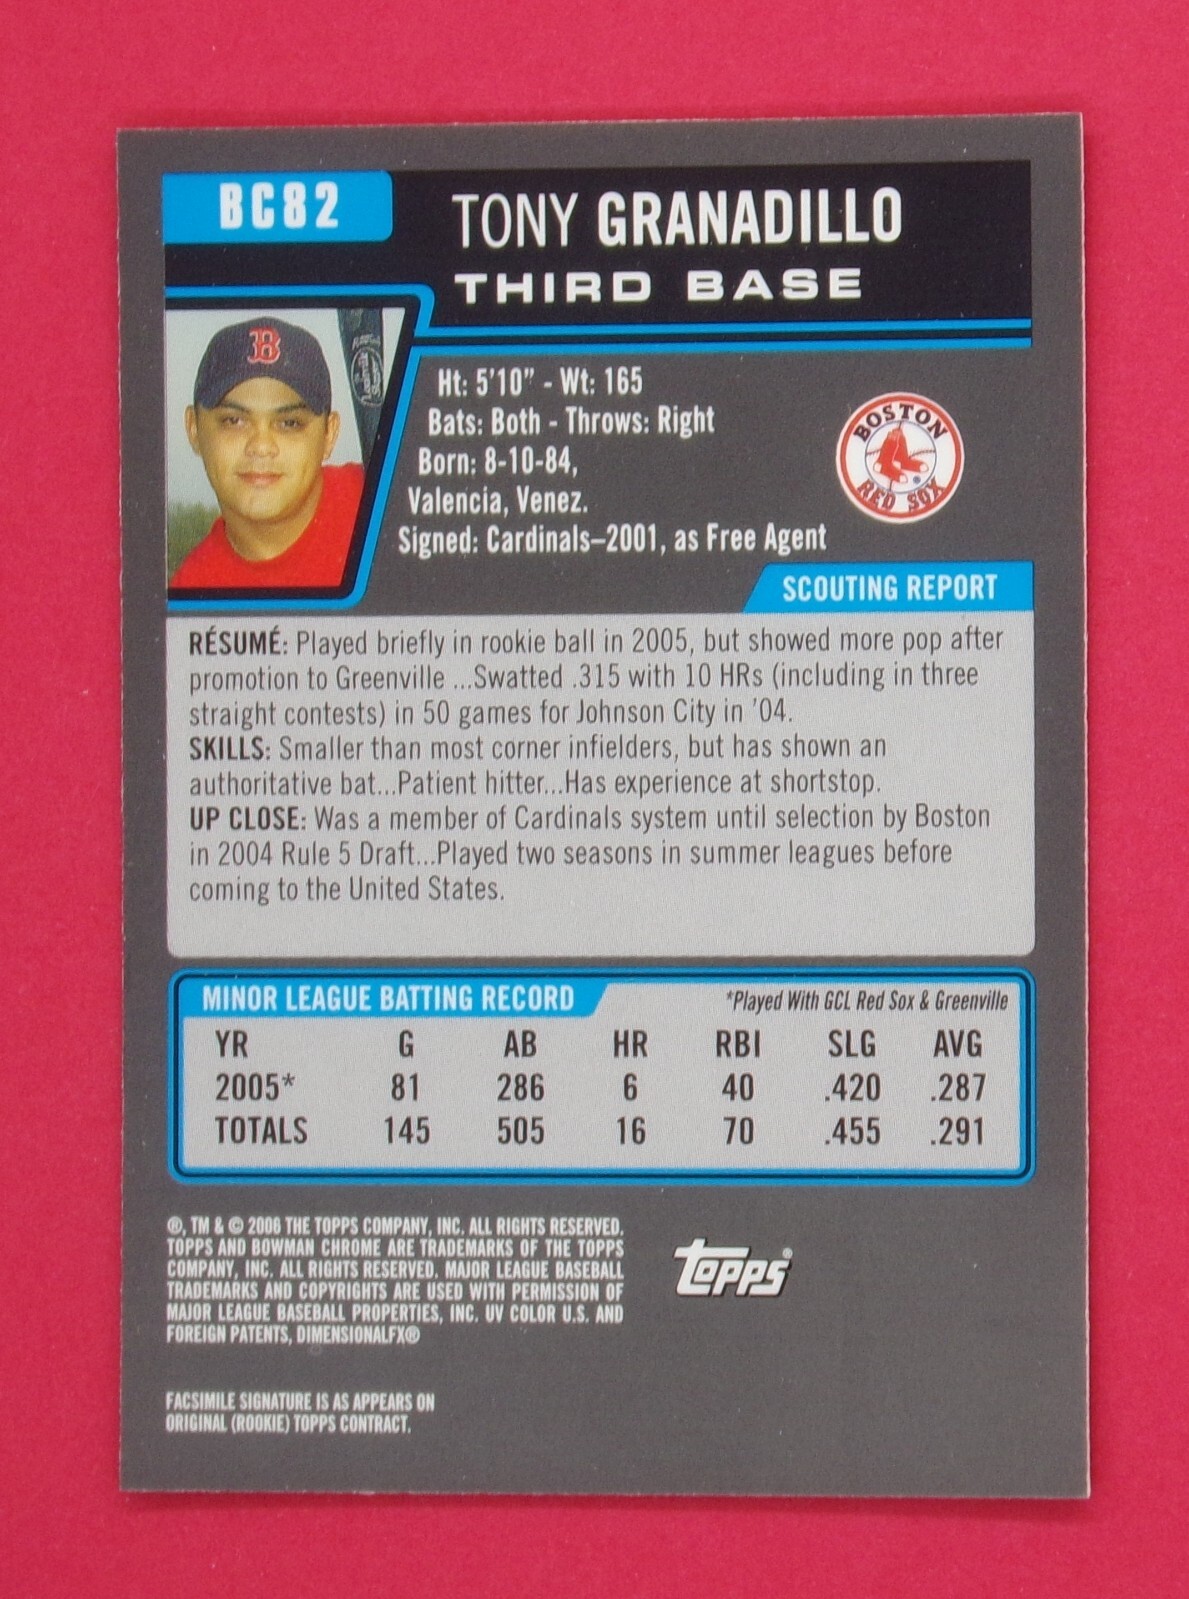 BC82
TONY GRANADILLO
THIRD BASE
B
Ht: 5'10" - Wt: 165
Bats: Both - Throws: Right
Born: 8-10-84,
Valencia, Venez.
Signed: Cardinals–2001, as Free Agent
BOSTON
RED SOX
SCOUTING REPORT
RÉSUMÉ: Played briefly in rookie ball in 2005, but showed more pop after
promotion to Greenville ...Swatted .315 with 10 HRs (including in three
straight contests) in 50 games for Johnson City in '04.
SKILLS: Smaller than most corner infielders, but has shown an
authoritative bat...Patient hitter...Has experience at shortstop.
UP CLOSE: Was a member of Cardinals system until selection by Boston
in 2004 Rule 5 Draft...Played two seasons in summer leagues before
coming to the United States.
MINOR LEAGUE BATTING RECORD *Played With GCL Red Sox & Greenville
YR G AB HR RBI SLG AVG
2005* 81 286 6 40 .420 .287
TOTALS 145 505 16 70 .455 .291
®, TM & © 2006 THE TOPPS COMPANY, INC. ALL RIGHTS RESERVED.
TOPPS AND BOWMAN CHROME ARE TRADEMARKS OF THE TOPPS
COMPANY, INC. ALL RIGHTS RESERVED. MAJOR LEAGUE BASEBALL
TRADEMARKS AND COPYRIGHTS ARE USED WITH PERMISSION OF
MAJOR LEAGUE BASEBALL PROPERTIES, INC. UV COLOR U.S. AND
FOREIGN PATENTS, DIMENSIONALFX®
Topps®
FACSIMILE SIGNATURE IS AS APPEARS ON
ORIGINAL (ROOKIE) TOPPS CONTRACT.